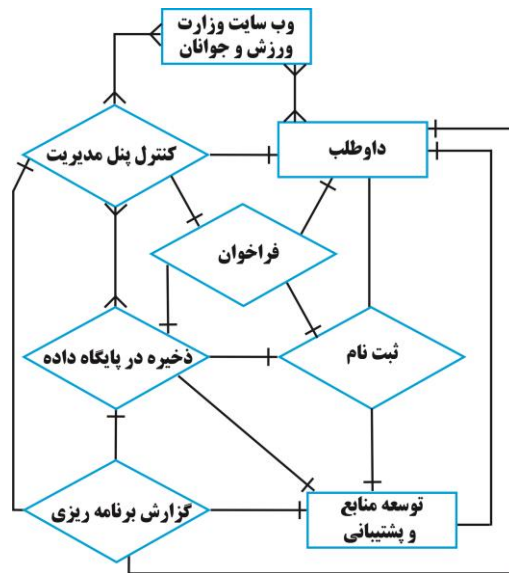 وب سایت وزارت
ورزش و جوانان
کنترل پنل مدیریت
داوطلب
فراخوان
ذخیره در پایگاه داده
ثبت نام
گزارش برنامه ریزی
توسعه منابع
و پشتیبانی